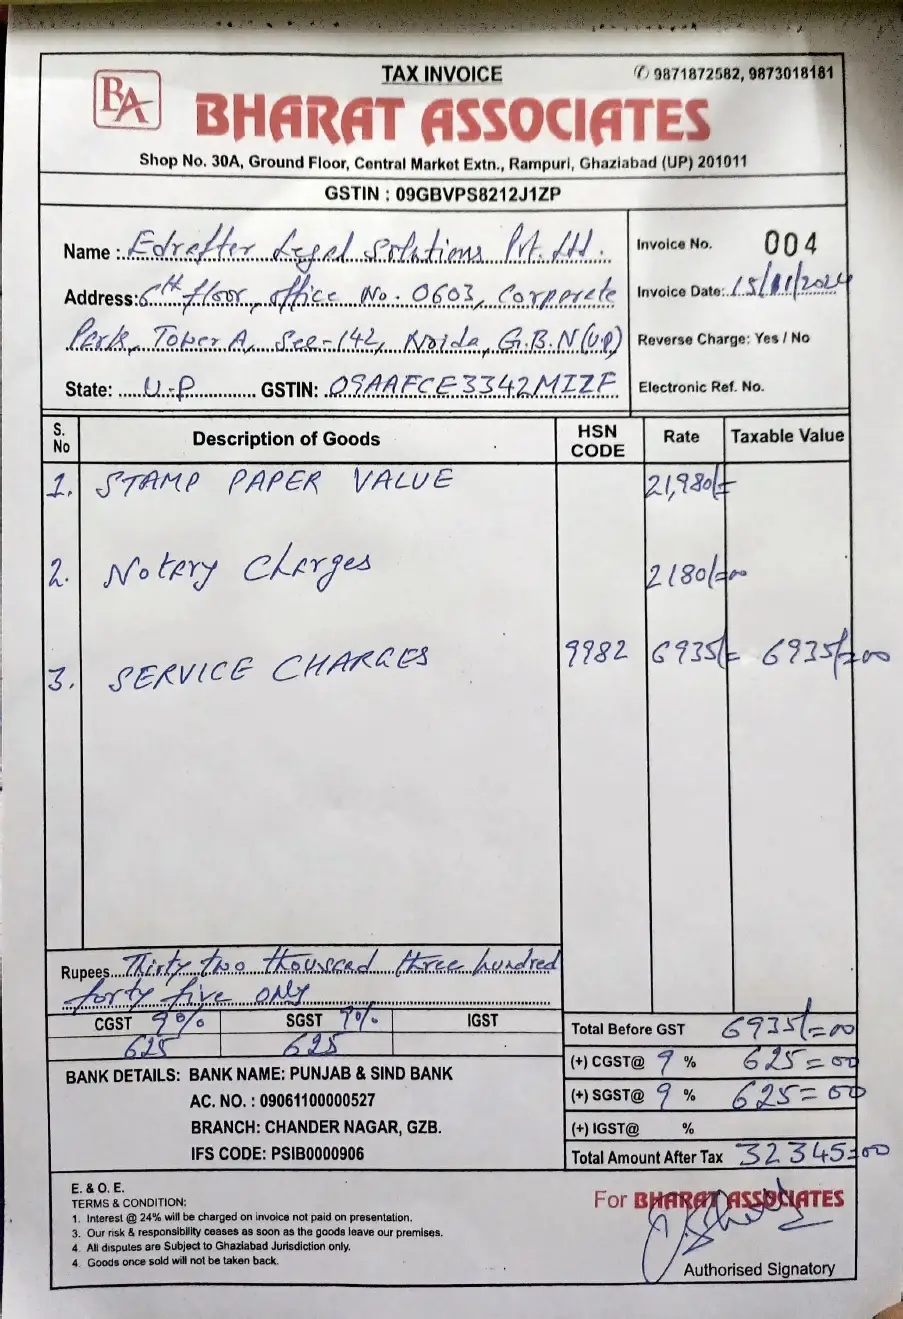 TAX INVOICE
✆ 9871872582, 9873018181
BA
BHARAT ASSOCIATES
Shop No. 30A, Ground Floor, Central Market Extn., Rampuri, Ghaziabad (UP) 201011
GSTIN : 09GBVPS8212J1ZP
Name : Edrafter Legal Solutions Pvt. Ltd.
Address: 6th floor, office No. 0603, Corporate
Park, Tower A, Sec-142, Noida, G.B.N (U.P)
State: U.P GSTIN: 09AAFCE3342M1ZF
Invoice No. 004
Invoice Date: 15/11/2024
Reverse Charge: Yes / No
Electronic Ref. No.
S. No Description of Goods HSN CODE Rate Taxable Value
1. STAMP PAPER VALUE 21,980/=
2. Notary Charges 2180/=00
3. SERVICE CHARGES 9982 6935/= 6935/=00
Rupees Thirty two thousand three hundred
forty five only
CGST 9% SGST 9% IGST
625 625
Total Before GST 6935/=00
(+) CGST@ 9 % 625=00
(+) SGST@ 9 % 625=00
(+) IGST@ %
Total Amount After Tax 32345=00
BANK DETAILS: BANK NAME: PUNJAB & SIND BANK
AC. NO. : 09061100000527
BRANCH: CHANDER NAGAR, GZB.
IFS CODE: PSIB0000906
E. & O. E.
TERMS & CONDITION:
1. Interest @ 24% will be charged on invoice not paid on presentation.
3. Our risk & responsibility ceases as soon as the goods leave our premises.
4. All disputes are Subject to Ghaziabad Jurisdiction only.
4. Goods once sold will not be taken back.
For BHARAT ASSOCIATES
Authorised Signatory